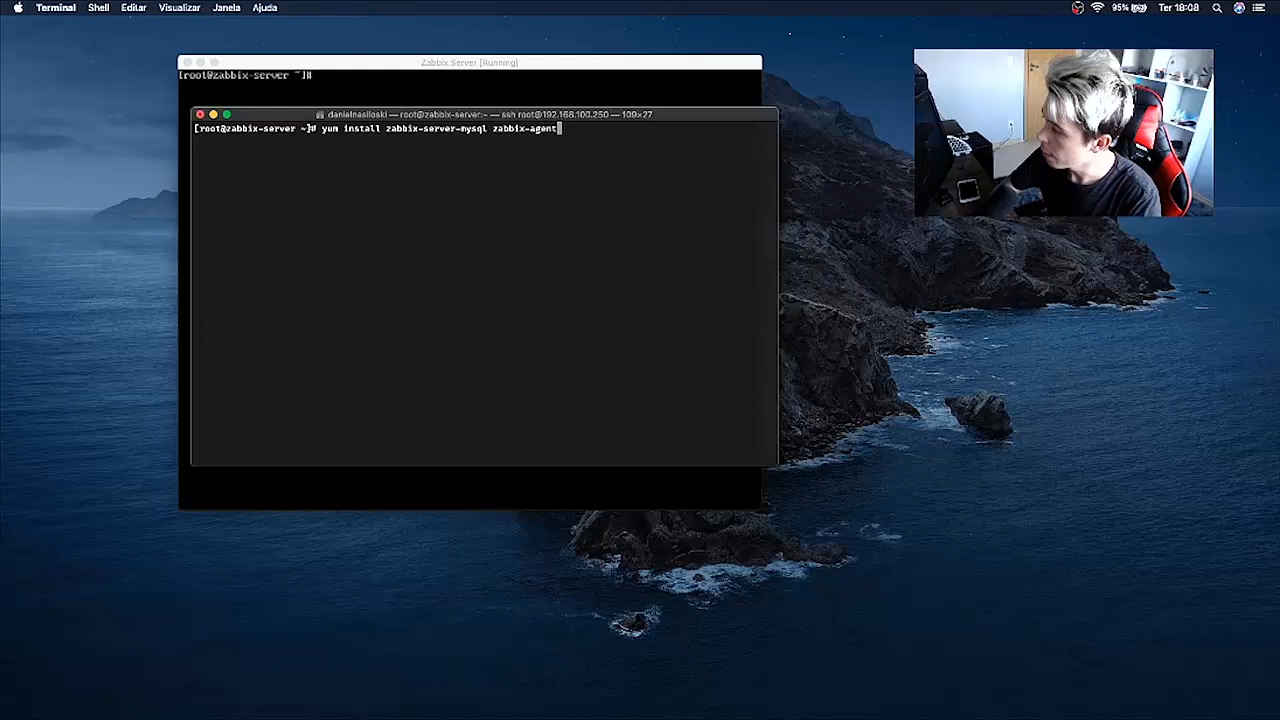 Terminal Shell Editar Visualizar Janela Ajuda 95% Ter 18:08
Zabbix Server [Running]
[root@zabbix-server ~]#
danielnasiloski — root@zabbix-server:~ — ssh root@192.168.100.250 — 109×27
[root@zabbix-server ~]# yum install zabbix-server-mysql zabbix-agent